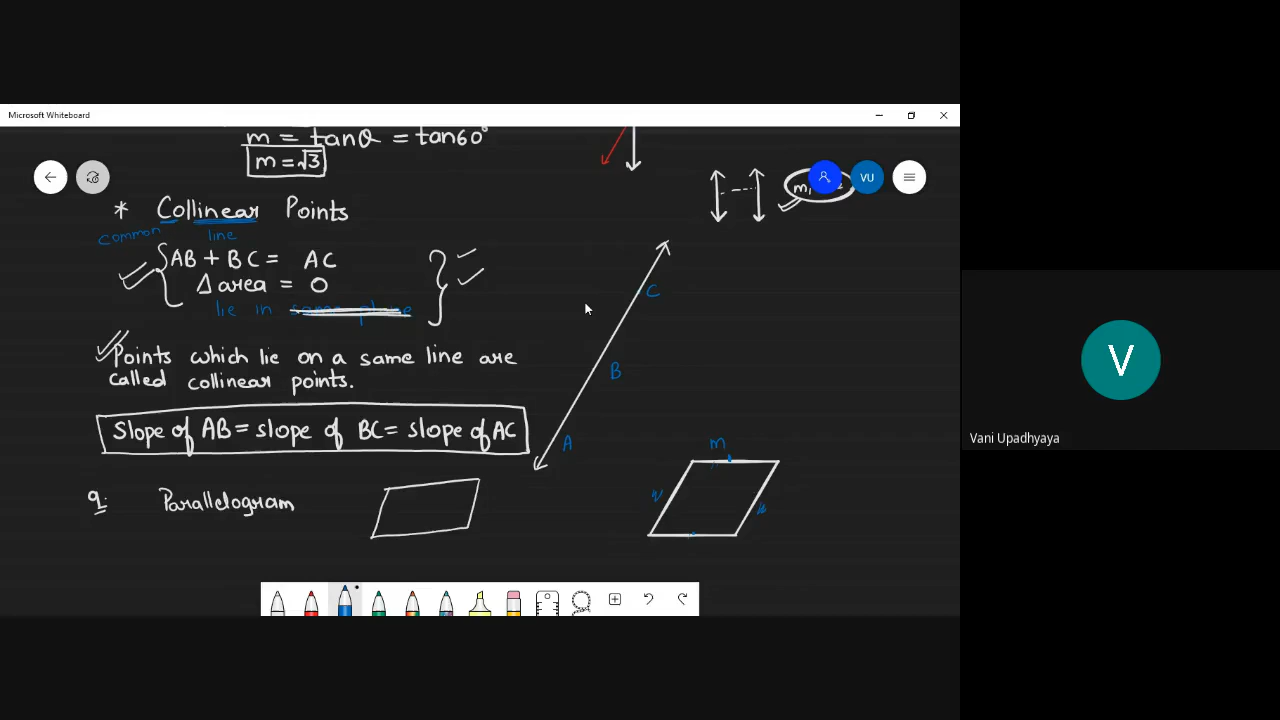 Microsoft Whiteboard
m = tanθ = tan60°
m = √3
VU
m₁
* Collinear Points
common line
AB + BC = AC
Δ area = 0
lie in same plane
C
Points which lie on a same line are
called collinear points.
B
Slope of AB = slope of BC = slope of AC
A
m
q:
Parallelogram
V
Vani Upadhyaya